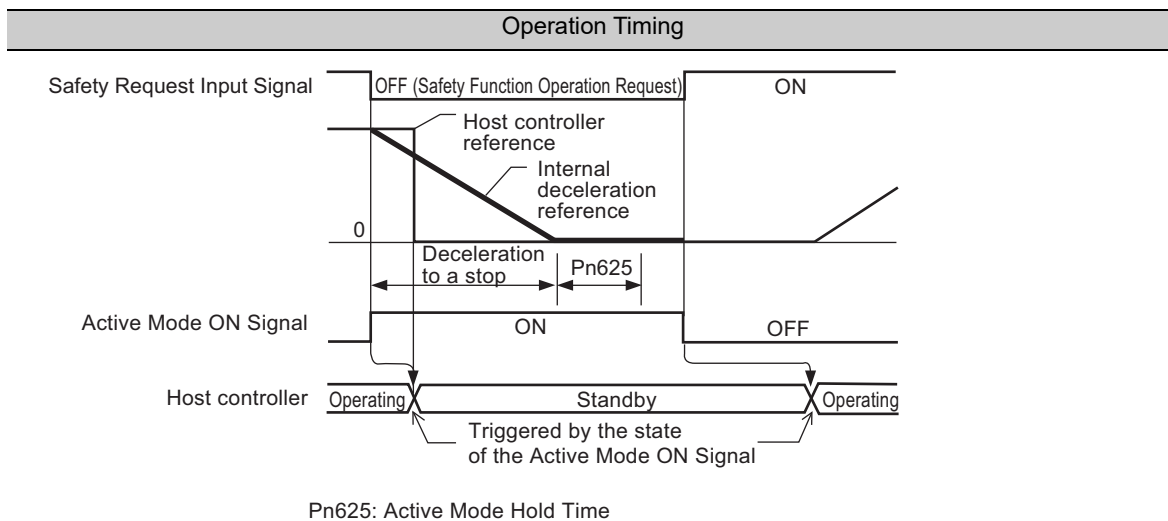 Operation Timing
Safety Request Input Signal
OFF (Safety Function Operation Request)
ON
Host controller
reference
Internal
deceleration
reference
0
Deceleration
to a stop
Pn625
Active Mode ON Signal
ON
OFF
Host controller
Operating
Standby
Operating
Triggered by the state
of the Active Mode ON Signal
Pn625: Active Mode Hold Time